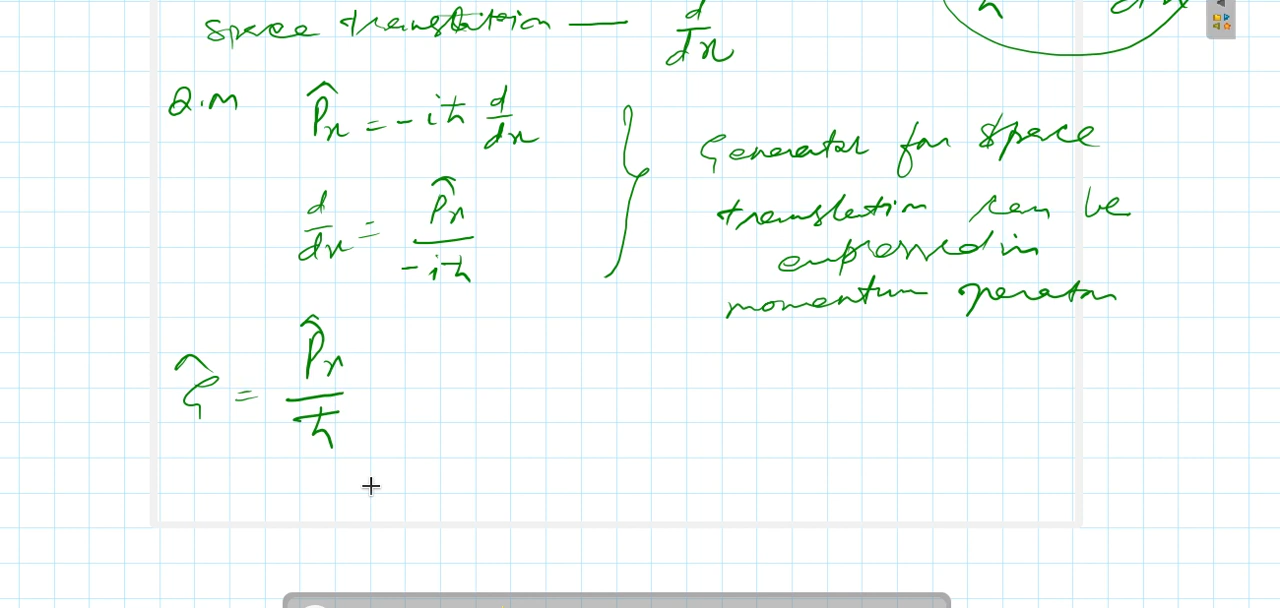 space translation — d/dx
Q.M P̂x = -iħ d/dx
d/dx = P̂x/-iħ
Generator for space
translation can be
expressed in
momentum operator
Ĝ = P̂x/ħ